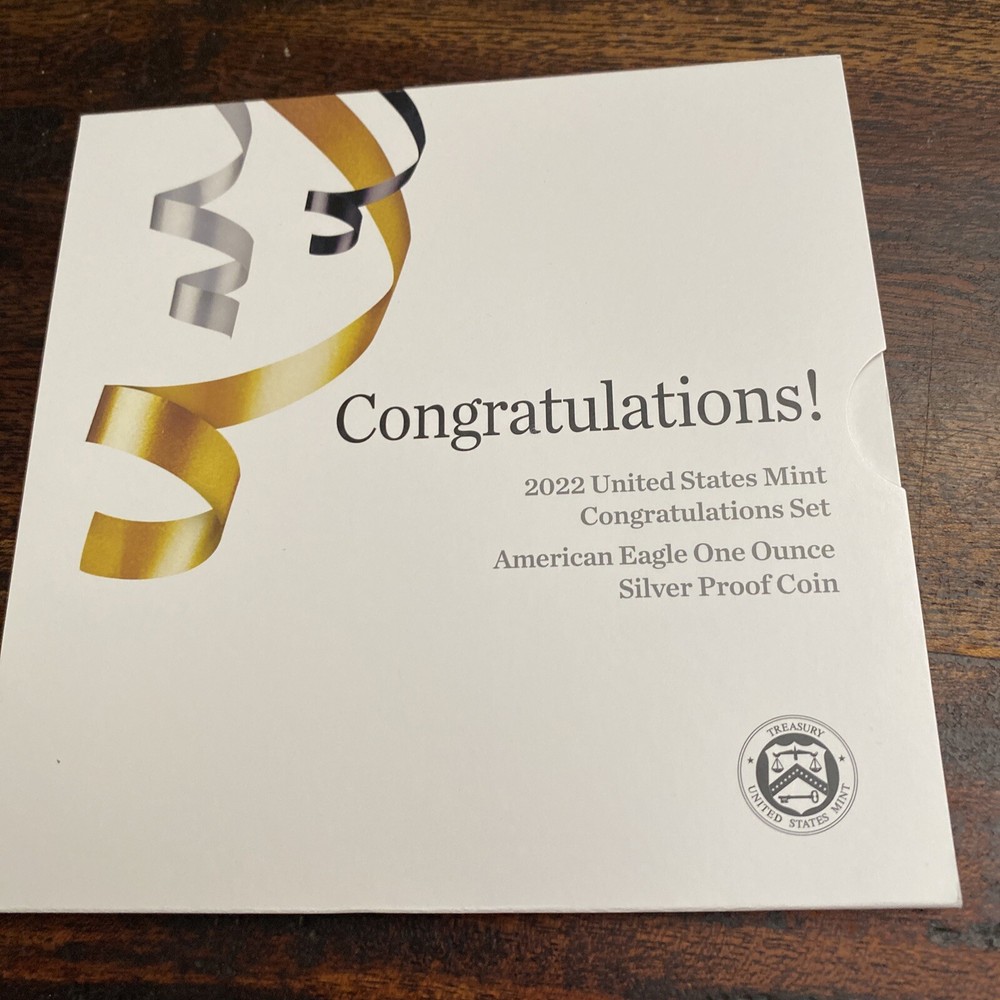 Congratulations!
2022 United States Mint
Congratulations Set
American Eagle One Ounce
Silver Proof Coin
TREASURY
UNITED STATES MINT